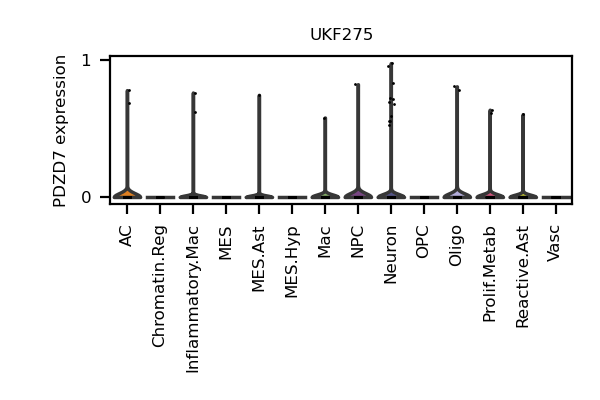 UKF275
PDZD7 expression
1
0
AC
Chromatin.Reg
Inflammatory.Mac
MES
MES.Ast
MES.Hyp
Mac
NPC
Neuron
OPC
Oligo
Prolif.Metab
Reactive.Ast
Vasc